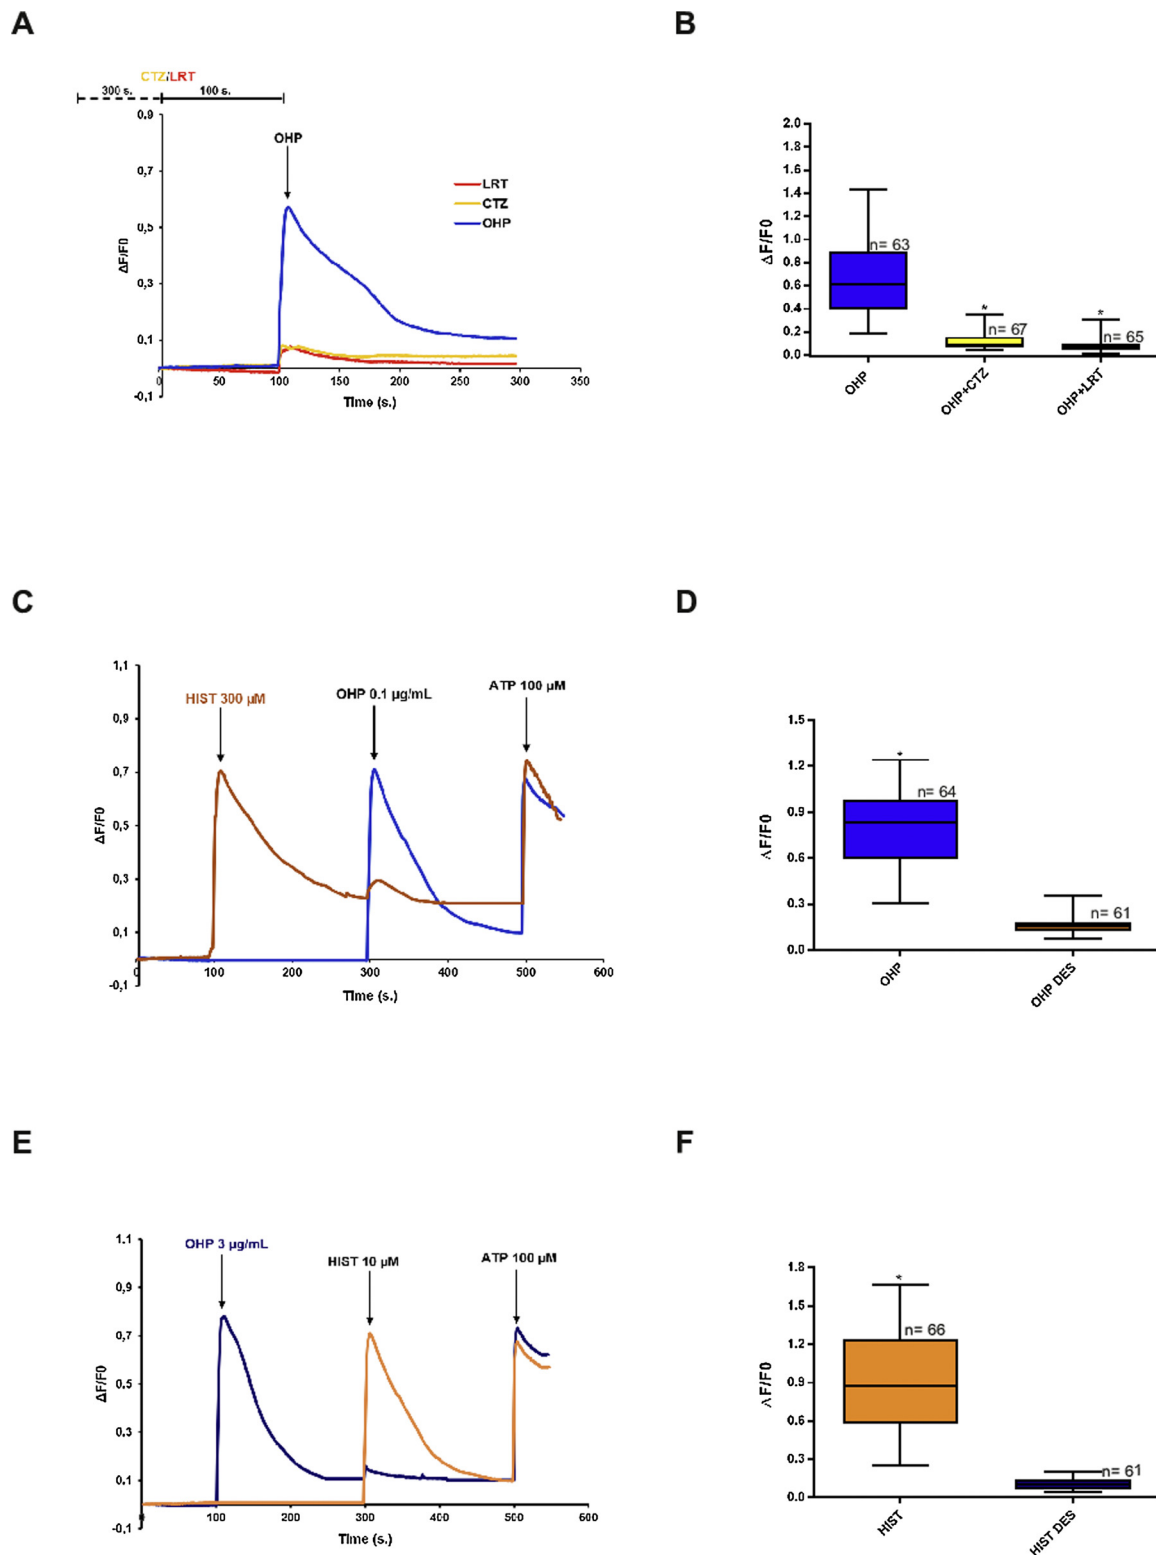 A
CTZ/LRT
300 s.
100 s.
0,9
0,7
0,5
0,3
0,1
-0,1
ΔF/F0
OHP
LRT
CTZ
OHP
0
50
100
150
200
250
300
350
Time (s.)
B
2.0
1.8
1.6
1.4
1.2
1.0
0.8
0.6
0.4
0.2
0.0
ΔF/F0
n= 63
*
n= 67
*
n= 65
OHP
OHP+CTZ
OHP+LRT
C
1,1
0,9
0,7
0,5
0,3
0,1
-0,1
ΔF/F0
HIST 300 µM
OHP 0.1 µg/mL
ATP 100 µM
0
100
200
300
400
500
600
Time (s.)
D
1.5
1.2
0.9
0.6
0.3
0.0
ΔF/F0
*
n= 64
n= 61
OHP
OHP DES
E
1.1
0.9
0,7
0.5
0.3
0.1
-0,1
ΔF/F0
OHP 3 µg/mL
HIST 10 µM
ATP 100 µM
0
100
200
300
400
500
600
Time (s.)
F
1.8
1.5
1.2
0.9
0.6
0.3
0.0
ΔF/F0
*
n= 66
n= 61
HIST
HIST DES